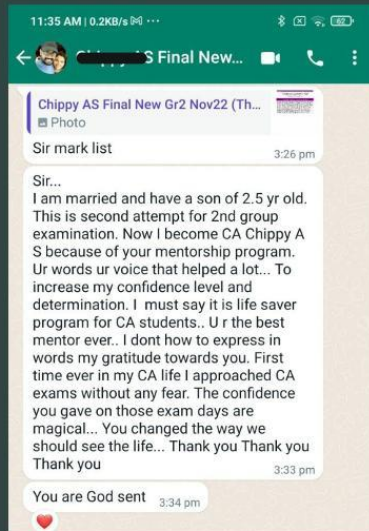 11:35 AM | 0.2KB/s
62
S Final New...
Chippy AS Final New Gr2 Nov22 (Th...
Photo
Sir mark list
3:26 pm
Sir...
I am married and have a son of 2.5 yr old.
This is second attempt for 2nd group
examination. Now I become CA Chippy A
S because of your mentorship program.
Ur words ur voice that helped a lot... To
increase my confidence level and
determination. I must say it is life saver
program for CA students.. U r the best
mentor ever.. I dont how to express in
words my gratitude towards you. First
time ever in my CA life I approached CA
exams without any fear. The confidence
you gave on those exam days are
magical... You changed the way we
should see the life... Thank you Thank you
Thank you
3:33 pm
You are God sent
3:34 pm